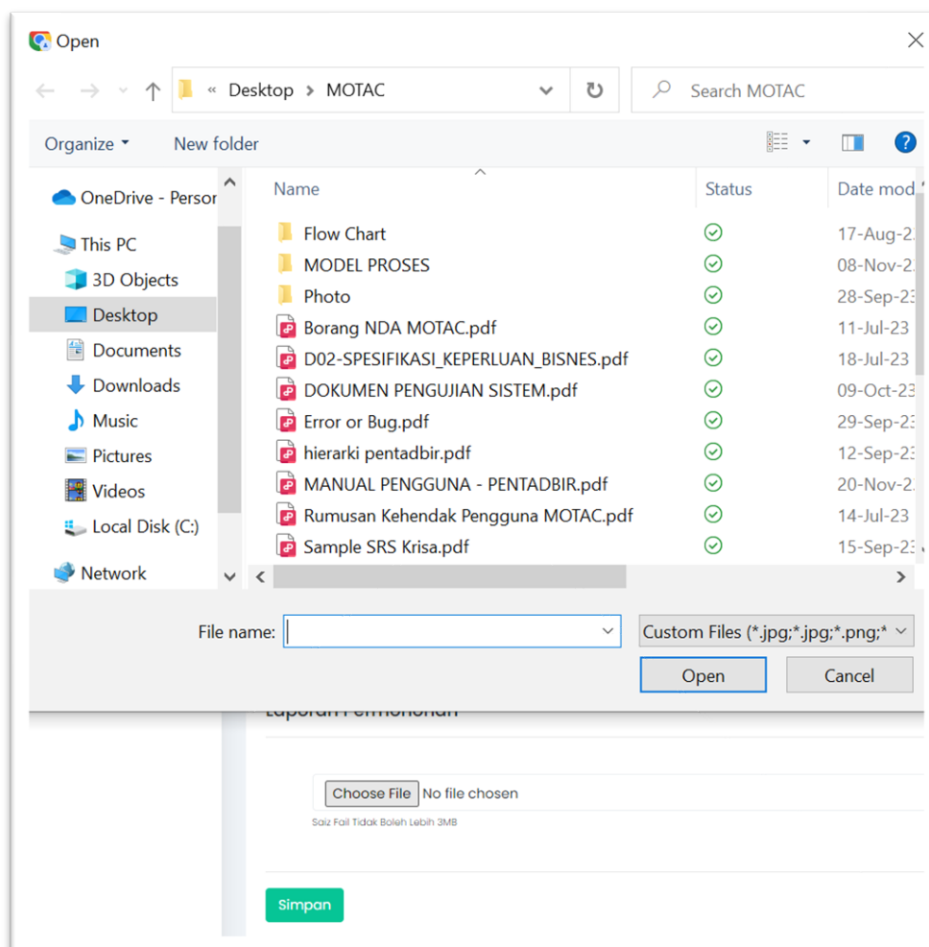 Open
« Desktop > MOTAC
Search MOTAC
Organize
New folder
OneDrive - Person
This PC
3D Objects
Desktop
Documents
Downloads
Music
Pictures
Videos
Local Disk (C:)
Network
Name Status Date mod
Flow Chart 17-Aug-2
MODEL PROSES 08-Nov-2
Photo 28-Sep-23
Borang NDA MOTAC.pdf 11-Jul-23
D02-SPESIFIKASI_KEPERLUAN_BISNES.pdf 18-Jul-23
DOKUMEN PENGUJIAN SISTEM.pdf 09-Oct-23
Error or Bug.pdf 29-Sep-23
hierarki pentadbir.pdf 12-Sep-23
MANUAL PENGGUNA - PENTADBIR.pdf 20-Nov-2
Rumusan Kehendak Pengguna MOTAC.pdf 14-Jul-23
Sample SRS Krisa.pdf 15-Sep-23
File name:
Custom Files (*.jpg;*.jpg;*.png;*
Open Cancel
Laporan Permohonan
Choose File No file chosen
Saiz Fail Tidak Boleh Lebih 3MB
Simpan